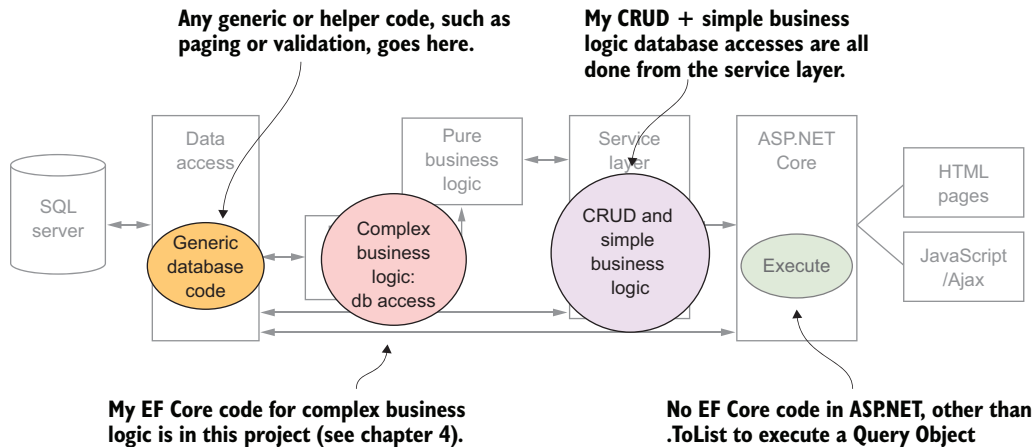 Any generic or helper code, such as
paging or validation, goes here.
My CRUD + simple business
logic database accesses are all
done from the service layer.
SQL
server
Data
access
Generic
database
code
Complex
business
logic:
db access
Pure
business
logic
Service
layer
CRUD and
simple
business
logic
ASP.NET
Core
Execute
HTML
pages
JavaScript
/Ajax
My EF Core code for complex business
logic is in this project (see chapter 4).
No EF Core code in ASP.NET, other than
.ToList to execute a Query Object